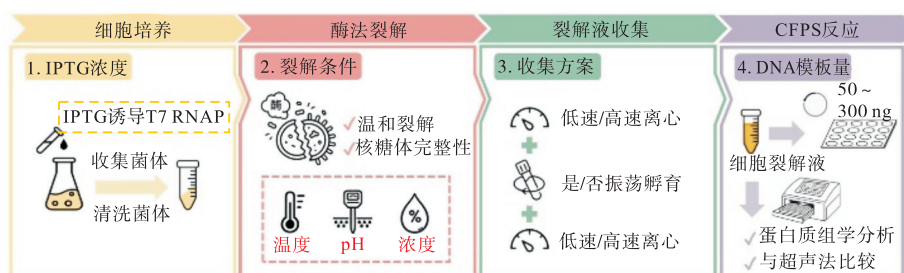 细胞培养
酶法裂解
裂解液收集
CFPS反应
1. IPTG浓度
IPTG诱导T7 RNAP
收集菌体
清洗菌体
2. 裂解条件
酶
✓温和裂解
✓核糖体完整性
温度
pH
%
浓度
3. 收集方案
低速/高速离心
+
是/否振荡孵育
+
低速/高速离心
4. DNA模板量
50~
300 ng
细胞裂解液
✓蛋白质组学分析
✓与超声法比较